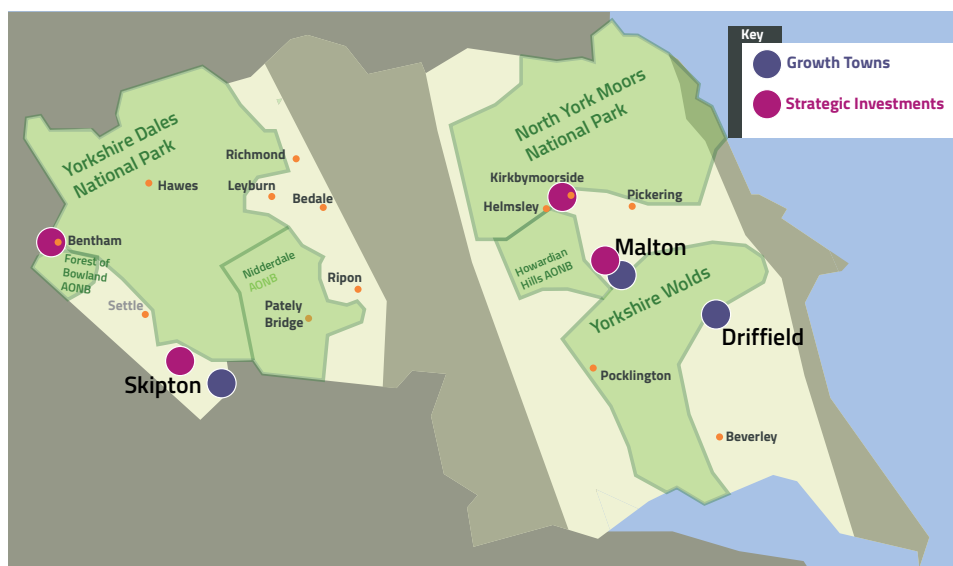 Key
Growth Towns
Strategic Investments
Yorkshire Dales
National Park
North York Moors
National Park
Richmond
Hawes
Leyburn
Bedale
Kirkbymoorside
Helmsley
Pickering
Bentham
Forest of
Bowland
AONB
Nidderdale
AONB
Ripon
Howardian
Hills AONB
Malton
Yorkshire Wolds
Settle
Pately
Bridge
Driffield
Skipton
Pocklington
Beverley